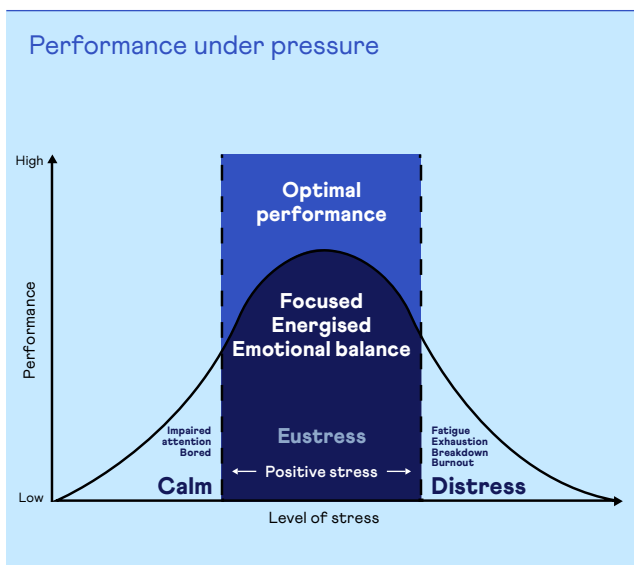 Performance under pressure
High
Performance
Low
Optimal
performance
Focused
Energised
Emotional balance
Eustress
← Positive stress →
Impaired
attention
Bored
Calm
Fatigue
Exhaustion
Breakdown
Burnout
Distress
Level of stress